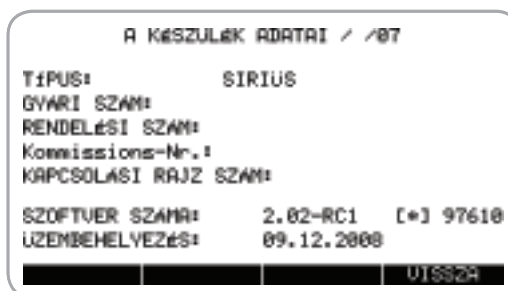 A KÉSZULÉK ADATAI / /07
TíPUS: SIRIUS
GYARI SZAM:
RENDELÉSI SZAM:
Kommissions-Nr.:
KAPCSOLASI RAJZ SZAM:
SZOFTVER SZAMA: 2.02-RC1 [*] 97610
UZEMBEHELYEZéS: 09.12.2008
VISSZA